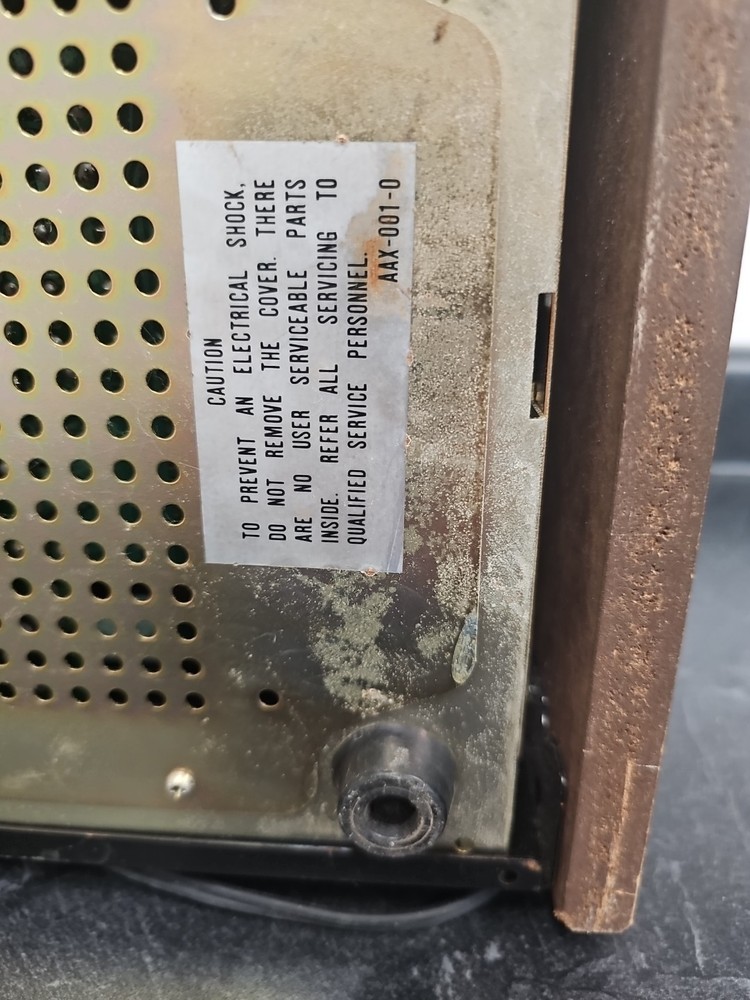 CAUTION
TO PREVENT AN ELECTRICAL SHOCK,
DO NOT REMOVE THE COVER. THERE
ARE NO USER SERVICEABLE PARTS
INSIDE. REFER ALL SERVICING TO
QUALIFIED SERVICE PERSONNEL.
AAX-001-0